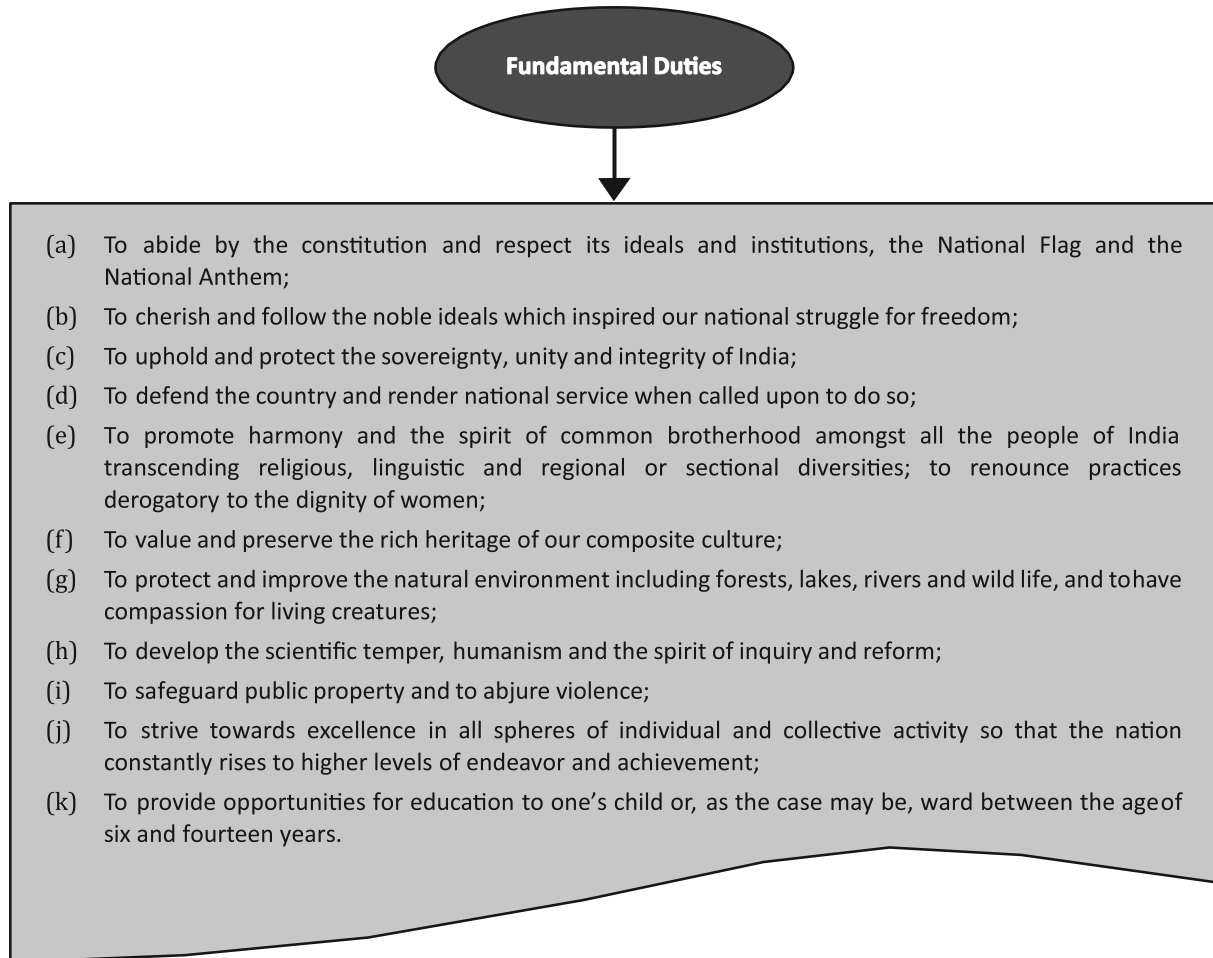 Fundamental Duties
(a) To abide by the constitution and respect its ideals and institutions, the National Flag and the
National Anthem;
(b) To cherish and follow the noble ideals which inspired our national struggle for freedom;
(c) To uphold and protect the sovereignty, unity and integrity of India;
(d) To defend the country and render national service when called upon to do so;
(e) To promote harmony and the spirit of common brotherhood amongst all the people of India
transcending religious, linguistic and regional or sectional diversities; to renounce practices
derogatory to the dignity of women;
(f) To value and preserve the rich heritage of our composite culture;
(g) To protect and improve the natural environment including forests, lakes, rivers and wild life, and tohave
compassion for living creatures;
(h) To develop the scientific temper, humanism and the spirit of inquiry and reform;
(i) To safeguard public property and to abjure violence;
(j) To strive towards excellence in all spheres of individual and collective activity so that the nation
constantly rises to higher levels of endeavor and achievement;
(k) To provide opportunities for education to one’s child or, as the case may be, ward between the ageof
six and fourteen years.